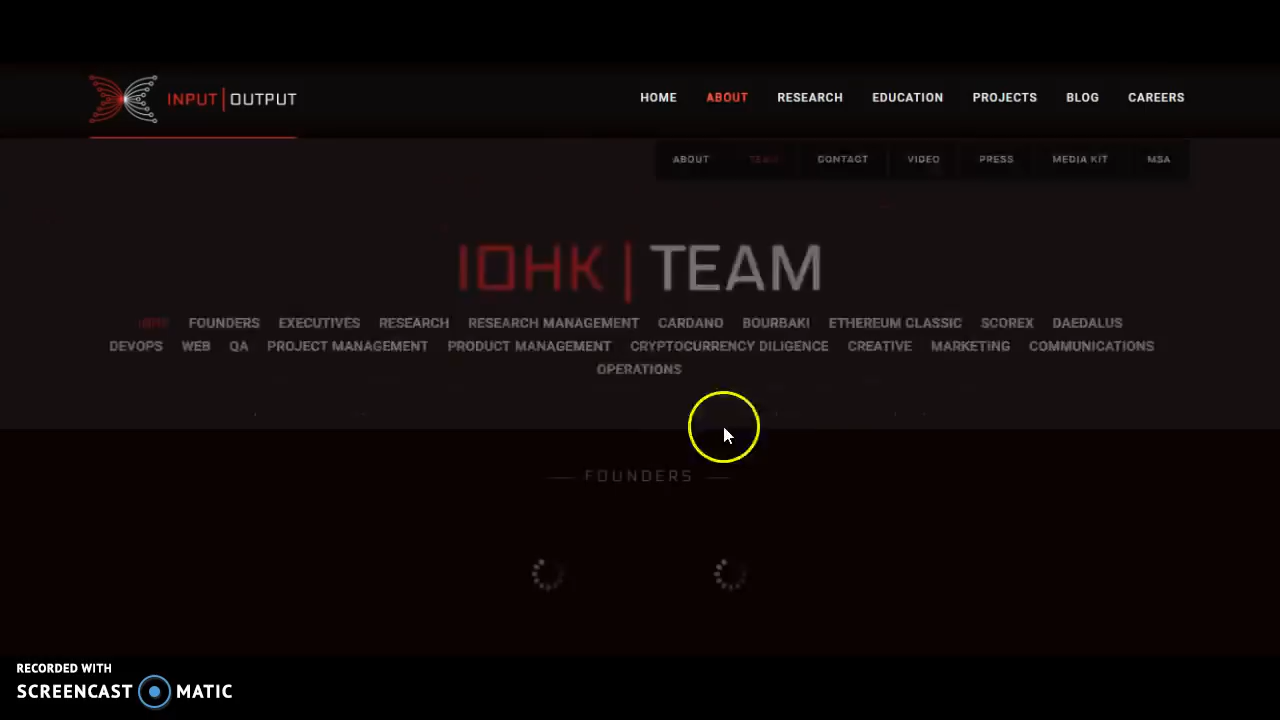 INPUT|OUTPUT
HOME ABOUT RESEARCH EDUCATION PROJECTS BLOG CAREERS
ABOUT TEAM CONTACT VIDEO PRESS MEDIA KIT MSA
IOHK | TEAM
FOUNDERS EXECUTIVES RESEARCH RESEARCH MANAGEMENT CARDANO BOURBAKI ETHEREUM CLASSIC SCOREX DAEDALUS
DEVOPS WEB QA PROJECT MANAGEMENT PRODUCT MANAGEMENT CRYPTOCURRENCY DILIGENCE CREATIVE MARKETING COMMUNICATIONS
OPERATIONS
FOUNDERS
RECORDED WITH
SCREENCAST MATIC